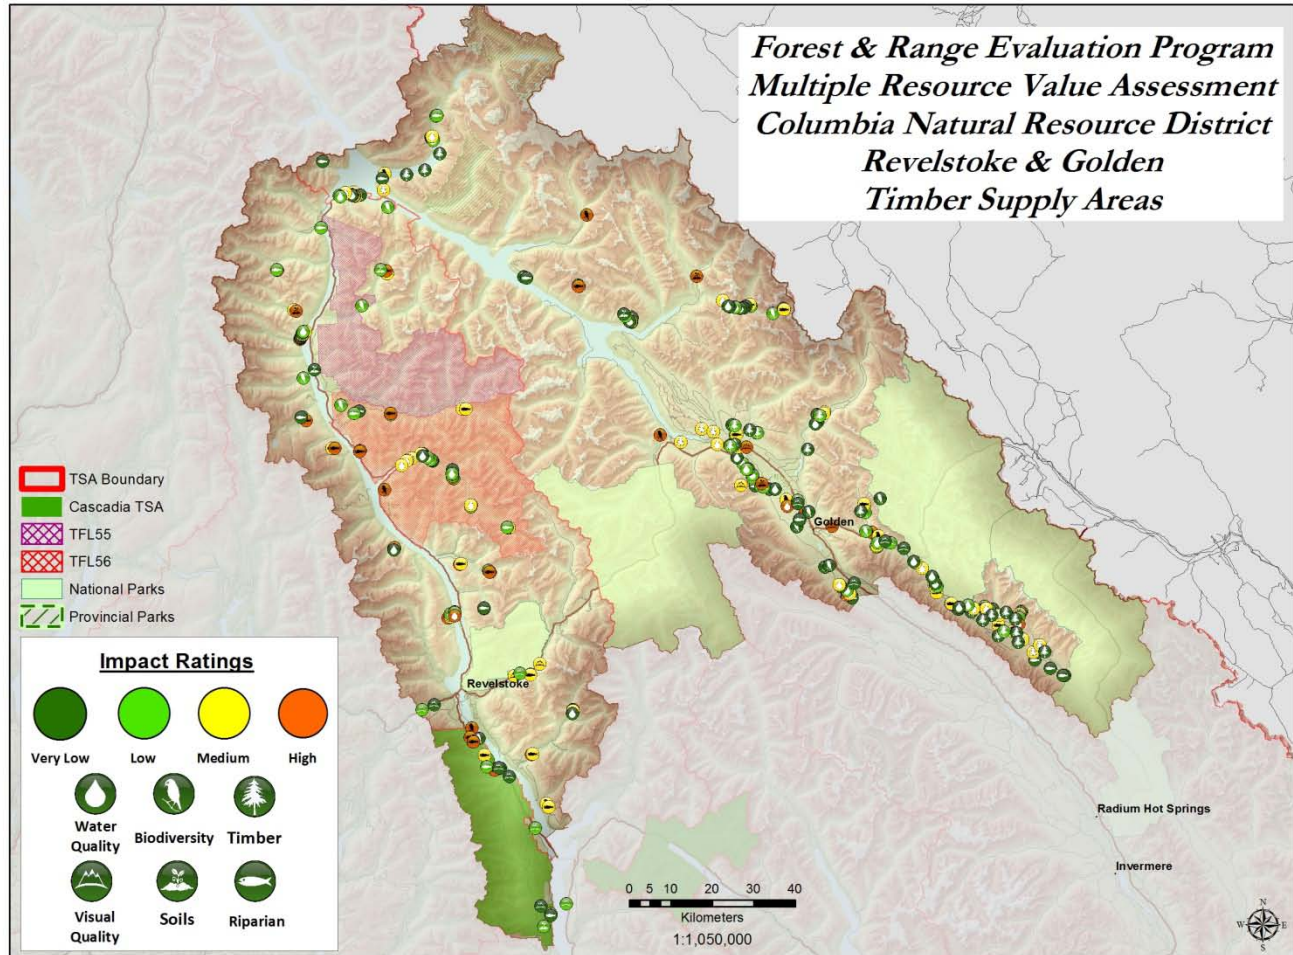 Forest & Range Evaluation Program
Multiple Resource Value Assessment
Columbia Natural Resource District
Revelstoke & Golden
Timber Supply Areas
Golden
TSA Boundary
Cascadia TSA
TFL55
TFL56
National Parks
Provincial Parks
Impact Ratings
Very Low
Low
Medium
High
Water
Quality
Biodiversity
Timber
Visual
Quality
Soils
Riparian
Revelstoke
Radium Hot Springs
Invermere
0 5 10 20 30 40
Kilometers
1:1,050,000
N
W E
S